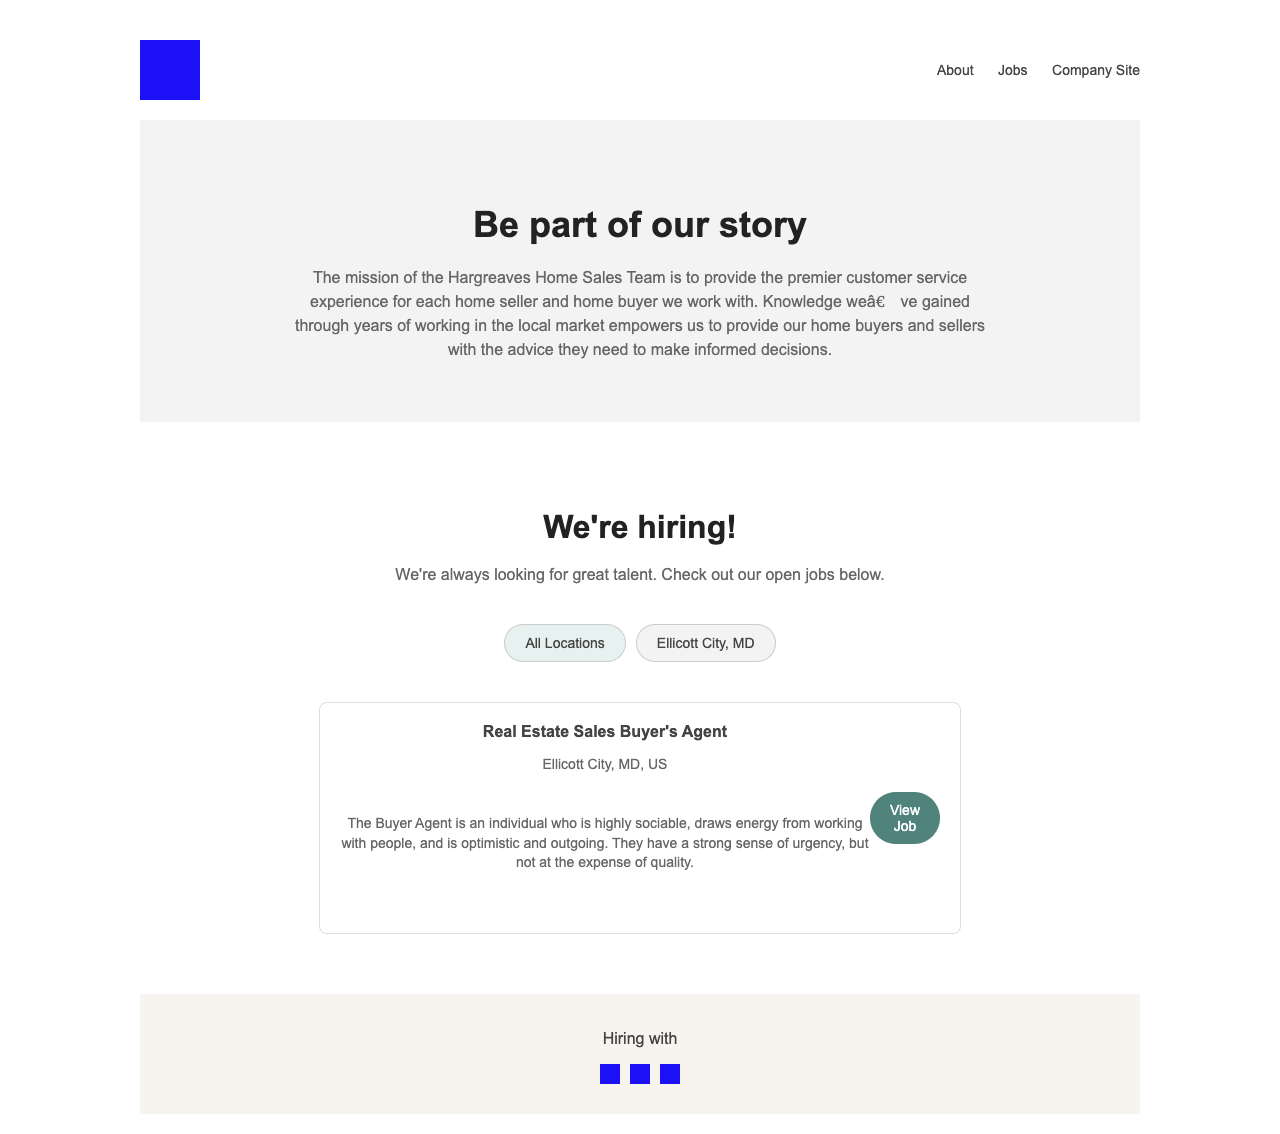 About Jobs Company Site
Be part of our story
The mission of the Hargreaves Home Sales Team is to provide the premier customer service
experience for each home seller and home buyer we work with. Knowledge weâ€ ve gained
through years of working in the local market empowers us to provide our home buyers and sellers
with the advice they need to make informed decisions.
We're hiring!
We're always looking for great talent. Check out our open jobs below.
All Locations Ellicott City, MD
Real Estate Sales Buyer's Agent
Ellicott City, MD, US
The Buyer Agent is an individual who is highly sociable, draws energy from working
with people, and is optimistic and outgoing. They have a strong sense of urgency, but
not at the expense of quality.
View
Job
Hiring with